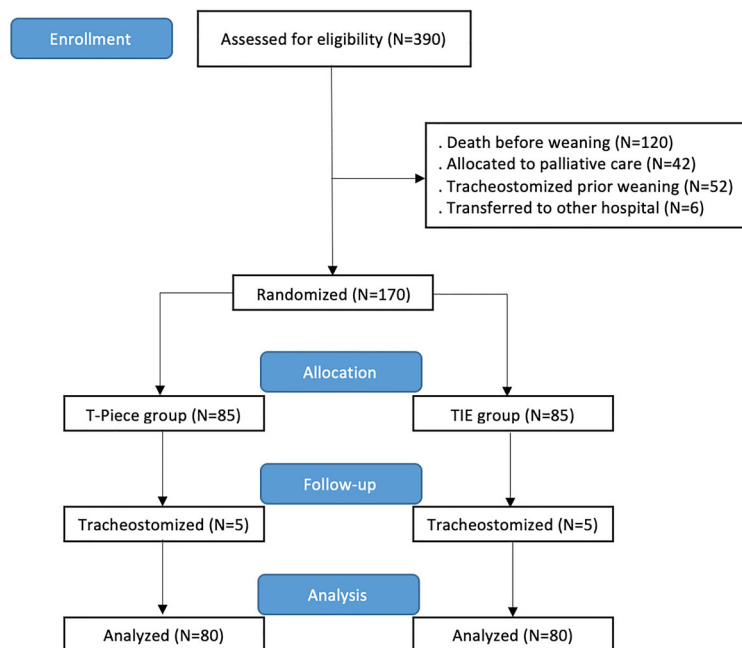 Enrollment
Assessed for eligibility (N=390)
. Death before weaning (N=120)
. Allocated to palliative care (N=42)
. Tracheostomized prior weaning (N=52)
. Transferred to other hospital (N=6)
Randomized (N=170)
Allocation
T-Piece group (N=85)
TIE group (N=85)
Follow-up
Tracheostomized (N=5)
Tracheostomized (N=5)
Analysis
Analyzed (N=80)
Analyzed (N=80)